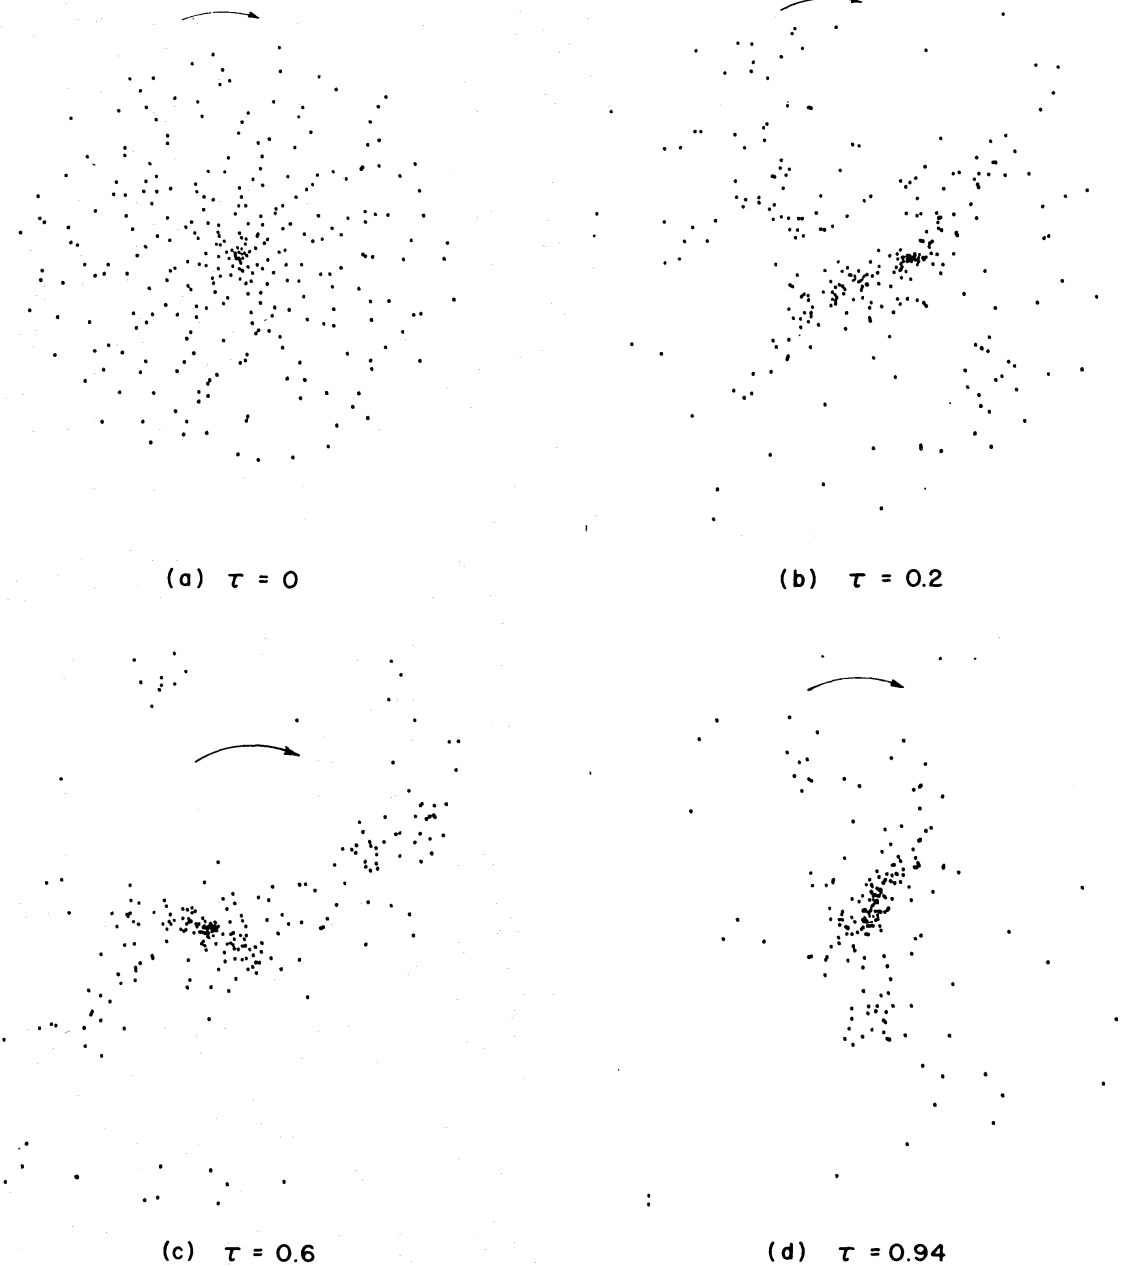 (a) τ = 0
(b) τ = 0.2
(c) τ = 0.6
(d) τ = 0.94